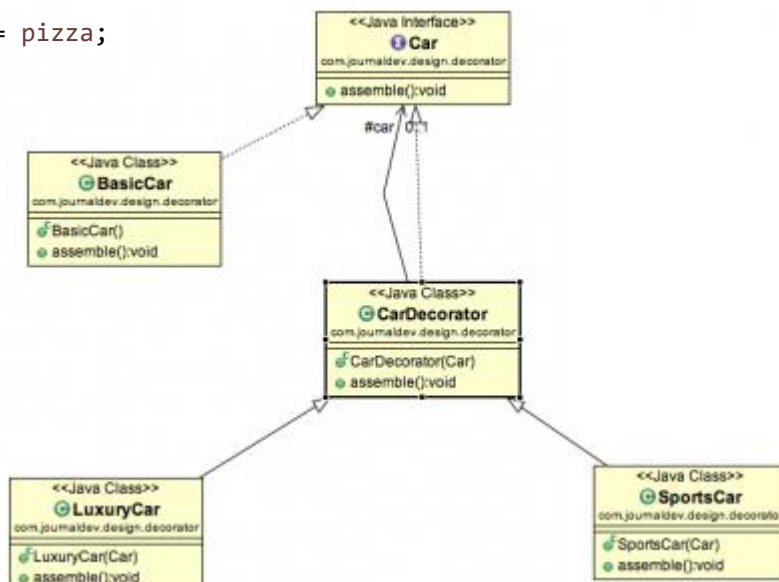 = pizza;
<<Java Interface>>
Car
com.journaldev.design.decorator
assemble():void
#car 0..1
<<Java Class>>
BasicCar
com.journaldev.design.decorator
BasicCar()
assemble():void
<<Java Class>>
CarDecorator
com.journaldev.design.decorator
CarDecorator(Car)
assemble():void
<<Java Class>>
LuxuryCar
com.journaldev.design.decorator
LuxuryCar(Car)
assemble():void
<<Java Class>>
SportsCar
com.journaldev.design.decorato
SportsCar(Car)
assemble():void